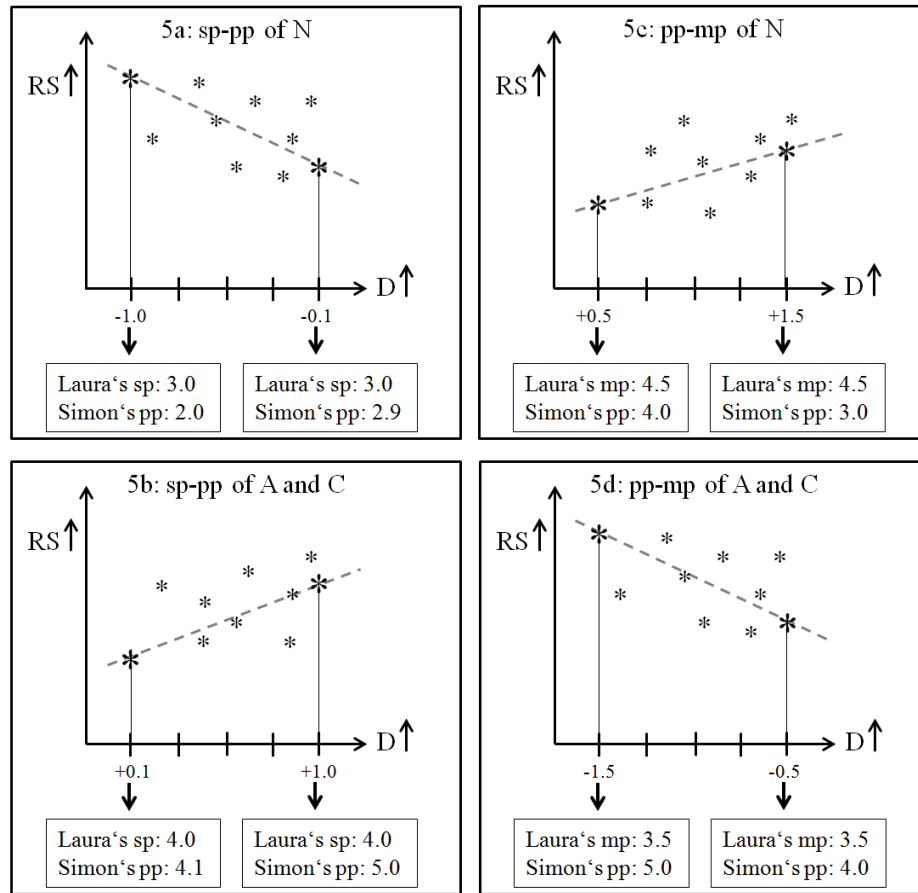 5a: sp-pp of N
RS
D
-1.0
-0.1
Laura‘s sp: 3.0
Simon‘s pp: 2.0
Laura‘s sp: 3.0
Simon‘s pp: 2.9
5c: pp-mp of N
RS
D
+0.5
+1.5
Laura‘s mp: 4.5
Simon‘s pp: 4.0
Laura‘s mp: 4.5
Simon‘s pp: 3.0
5b: sp-pp of A and C
RS
D
+0.1
+1.0
Laura‘s sp: 4.0
Simon‘s pp: 4.1
Laura‘s sp: 4.0
Simon‘s pp: 5.0
5d: pp-mp of A and C
RS
D
-1.5
-0.5
Laura‘s mp: 3.5
Simon‘s pp: 5.0
Laura‘s mp: 3.5
Simon‘s pp: 4.0